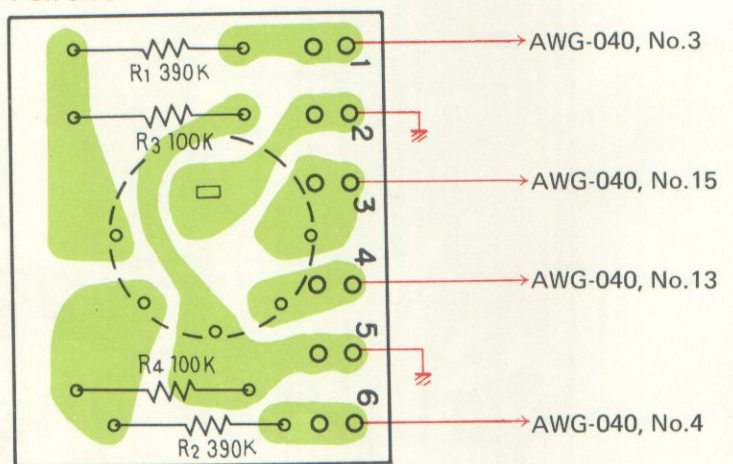 1
AWG-040, No.3
R1 390K
2
R3 100K
3
AWG-040, No.15
4
AWG-040, No.13
5
R4 100K
6
AWG-040, No.4
R2 390K